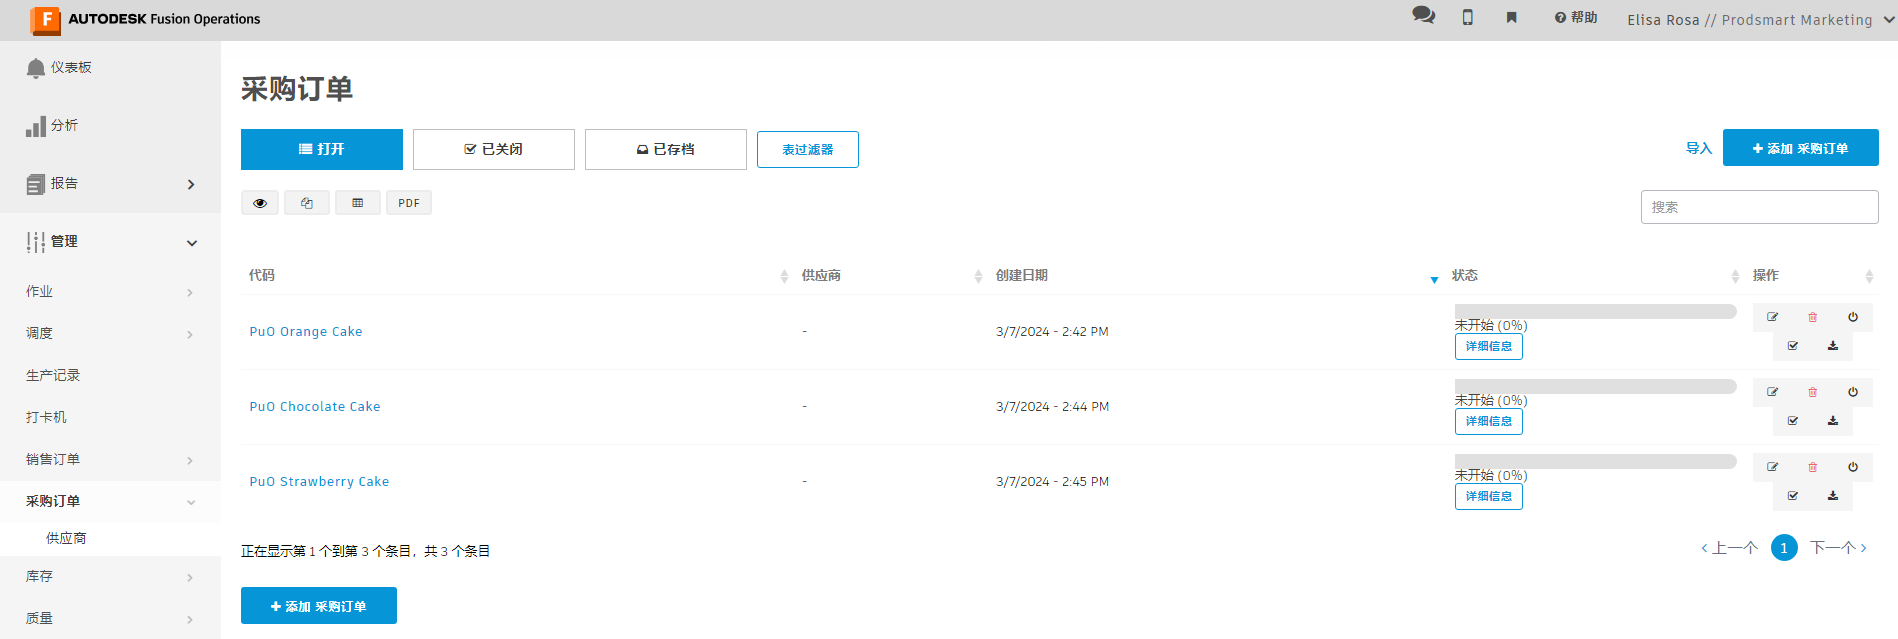 F AUTODESK Fusion Operations
帮助
Elisa Rosa // Prodsmart Marketing
仪表板
分析
报告
管理
作业
调度
生产记录
打卡机
销售订单
采购订单
供应商
库存
质量
采购订单
打开 已关闭 已存档 表过滤器 导入 添加 采购订单
PDF
搜索
代码 供应商 创建日期 状态 操作
PuO Orange Cake - 3/7/2024 - 2:42 PM 未开始 (0%)
详细信息
PuO Chocolate Cake - 3/7/2024 - 2:44 PM 未开始 (0%)
详细信息
PuO Strawberry Cake - 3/7/2024 - 2:45 PM 未开始 (0%)
详细信息
正在显示第 1 个到第 3 个条目，共 3 个条目
上一个 1 下一个
添加 采购订单